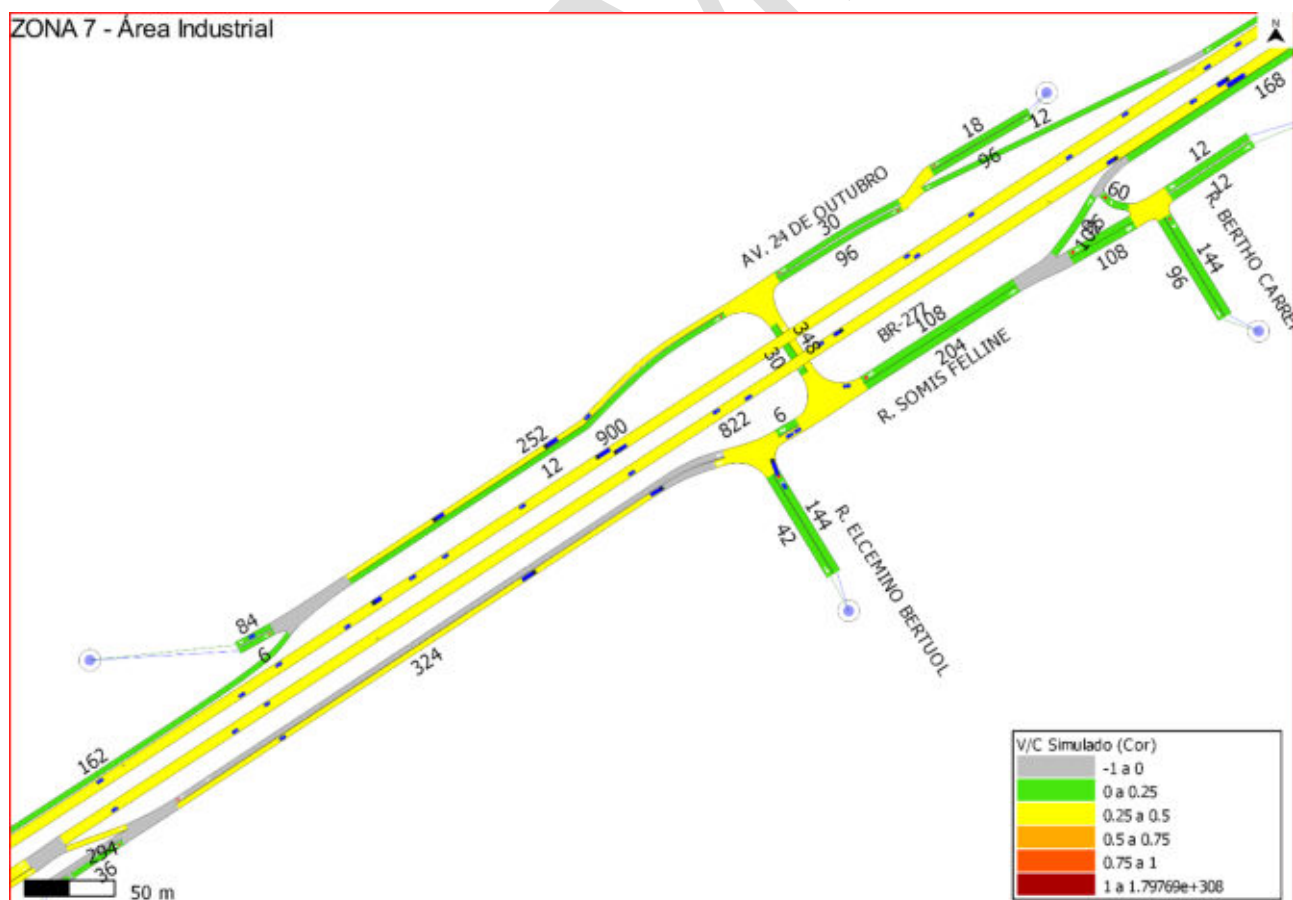 ZONA 7 - Área Industrial
N
168
18
12
96
12
12
60
R. BERTHO CARREI
AV. 24 DE OUTUBRO
30
96
108
108
144
96
BR-277
108
348
30
204
R. SOMIS FELLINE
252
900
12
822
6
144
42
R. ELCEMINO BERTUOL
84
6
324
162
294
36
50 m
V/C Simulado (Cor)
-1 a 0
0 a 0.25
0.25 a 0.5
0.5 a 0.75
0.75 a 1
1 a 1.79769e+308